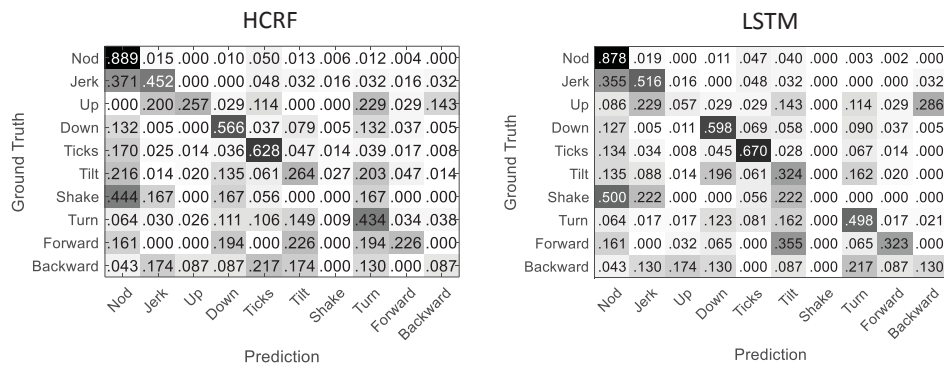 HCRF
LSTM
Ground Truth
Nod .889 .015 .000 .010 .050 .013 .006 .012 .004 .000
Jerk .371 .452 .000 .000 .048 .032 .016 .032 .016 .032
Up .000 .200 .257 .029 .114 .000 .000 .229 .029 .143
Down .132 .005 .000 .566 .037 .079 .005 .132 .037 .005
Ticks .170 .025 .014 .036 .628 .047 .014 .039 .017 .008
Tilt .216 .014 .020 .135 .061 .264 .027 .203 .047 .014
Shake .444 .167 .000 .167 .056 .000 .000 .167 .000 .000
Turn .064 .030 .026 .111 .106 .149 .009 .434 .034 .038
Forward .161 .000 .000 .194 .000 .226 .000 .194 .226 .000
Backward .043 .174 .087 .087 .217 .174 .000 .130 .000 .087
Nod Jerk Up Down Ticks Tilt Shake Turn Forward Backward
Prediction
Ground Truth
Nod .878 .019 .000 .011 .047 .040 .000 .003 .002 .000
Jerk .355 .516 .016 .000 .048 .032 .000 .000 .000 .032
Up .086 .229 .057 .029 .029 .143 .000 .114 .029 .286
Down .127 .005 .011 .598 .069 .058 .000 .090 .037 .005
Ticks .134 .034 .008 .045 .670 .028 .000 .067 .014 .000
Tilt .135 .088 .014 .196 .061 .324 .000 .162 .020 .000
Shake .500 .222 .000 .000 .056 .222 .000 .000 .000 .000
Turn .064 .017 .017 .123 .081 .162 .000 .498 .017 .021
Forward .161 .000 .032 .065 .000 .355 .000 .065 .323 .000
Backward .043 .130 .174 .130 .000 .087 .000 .217 .087 .130
Nod Jerk Up Down Ticks Tilt Shake Turn Forward Backward
Prediction